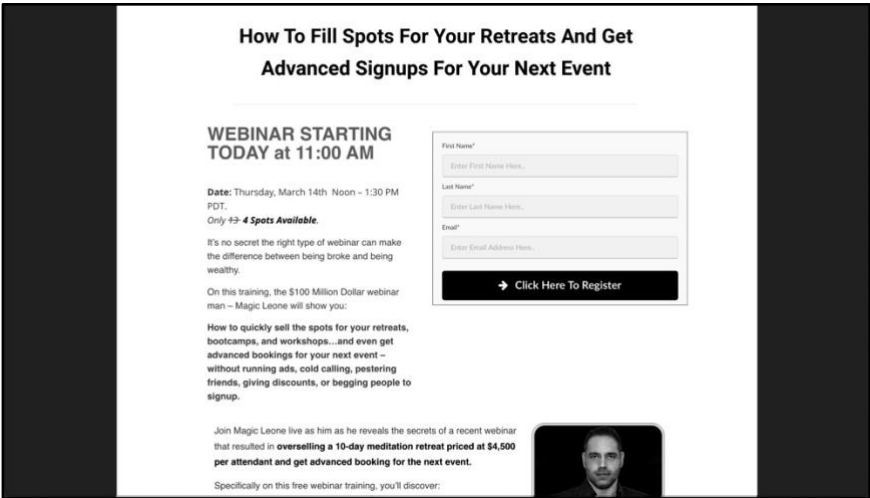 How To Fill Spots For Your Retreats And Get
Advanced Signups For Your Next Event
WEBINAR STARTING
TODAY at 11:00 AM
Date: Thursday, March 14th  Noon – 1:30 PM
PDT.
Only 13 4 Spots Available.
It's no secret the right type of webinar can make
the difference between being broke and being
wealthy.
On this training, the $100 Million Dollar webinar
man – Magic Leone will show you:
How to quickly sell the spots for your retreats,
bootcamps, and workshops…and even get
advanced bookings for your next event –
without running ads, cold calling, pestering
friends, giving discounts, or begging people to
signup.
First Name*
Enter First Name Here..
Last Name*
Enter Last Name Here..
Email*
Enter Email Address Here..
→ Click Here To Register
Join Magic Leone live as him as he reveals the secrets of a recent webinar
that resulted in overselling a 10-day meditation retreat priced at $4,500
per attendant and get advanced booking for the next event.
Specifically on this free webinar training, you'll discover: